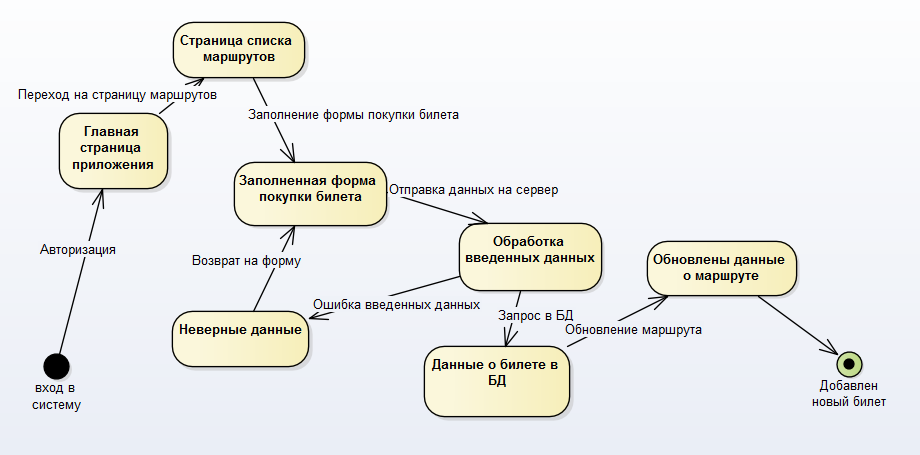 Страница списка
маршрутов
Переход на страницу маршрутов
Заполнение формы покупки билета
Главная
страница
приложения
Заполненная форма
покупки билета
Отправка данных на сервер
Авторизация
Обработка
введенных данных
Возврат на форму
Обновлены данные
о маршруте
Ошибка введенных данных
Запрос в БД
Неверные данные
Обновление маршрута
Данные о билете в
БД
вход в
систему
Добавлен
новый билет